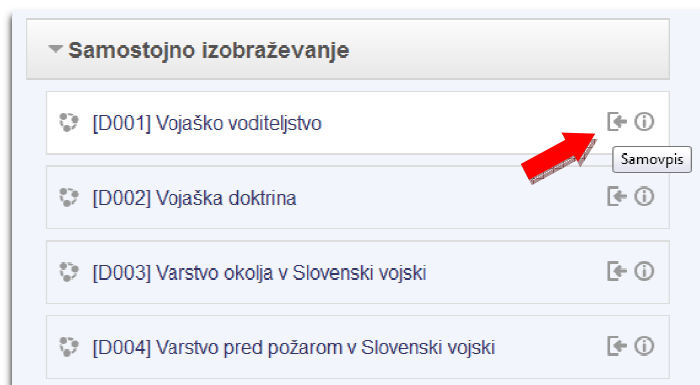 Samostojno izobraževanje
[D001] Vojaško voditeljstvo
Samovpis
[D002] Vojaška doktrina
[D003] Varstvo okolja v Slovenski vojski
[D004] Varstvo pred požarom v Slovenski vojski